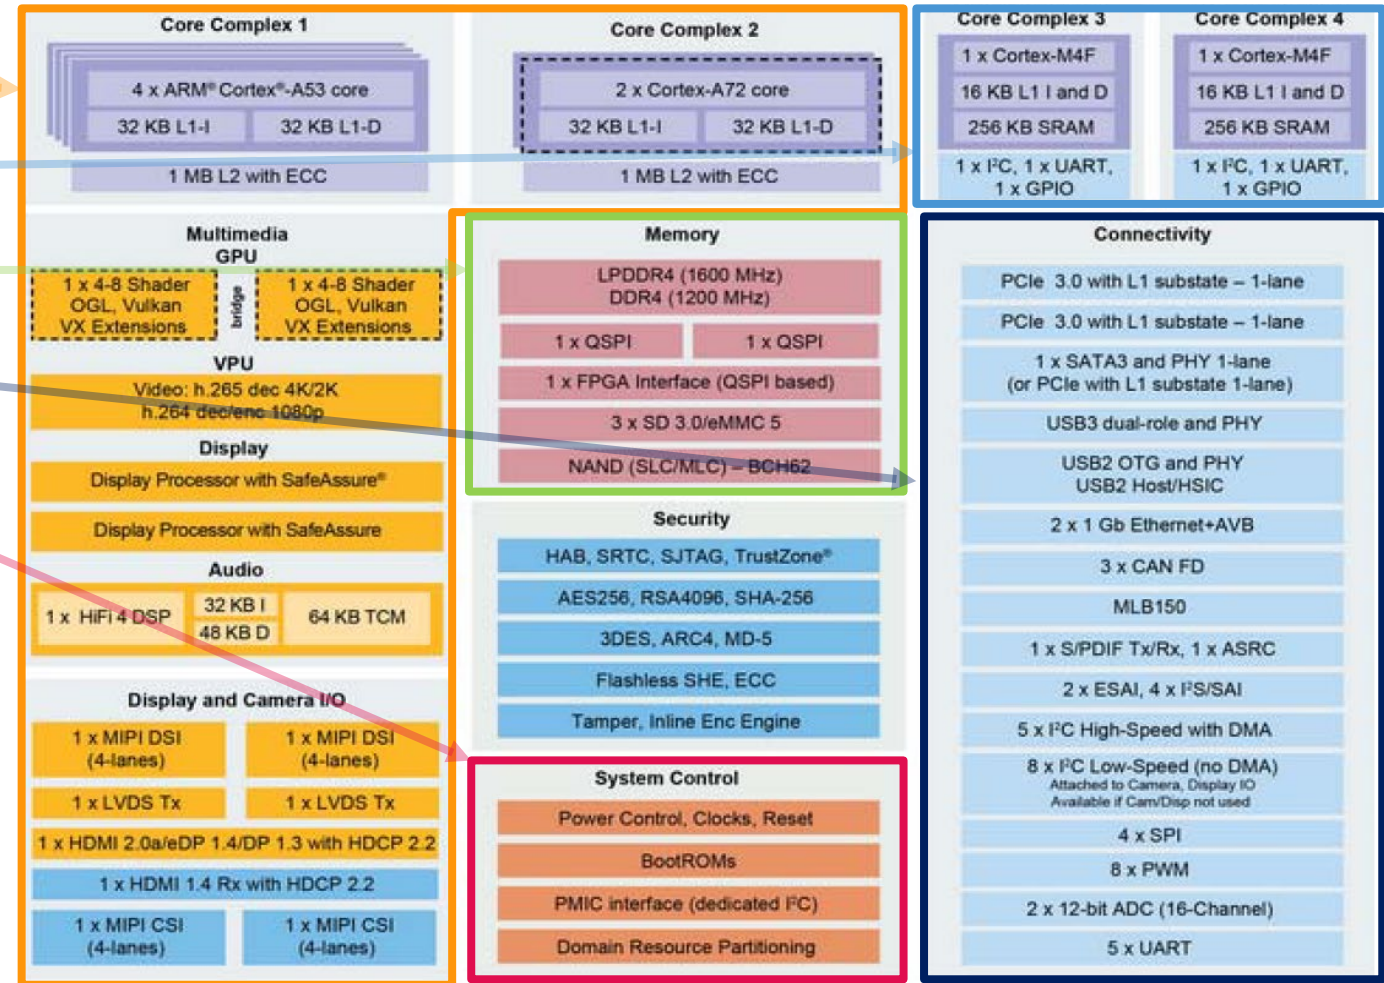 Core Complex 1
4 x ARM® Cortex®-A53 core
32 KB L1-I
32 KB L1-D
1 MB L2 with ECC
Core Complex 2
2 x Cortex-A72 core
32 KB L1-I
32 KB L1-D
1 MB L2 with ECC
Core Complex 3
1 x Cortex-M4F
16 KB L1 I and D
256 KB SRAM
1 x I²C, 1 x UART,
1 x GPIO
Core Complex 4
1 x Cortex-M4F
16 KB L1 I and D
256 KB SRAM
1 x I²C, 1 x UART,
1 x GPIO
Multimedia
GPU
1 x 4-8 Shader
OGL, Vulkan
VX Extensions
bridge
1 x 4-8 Shader
OGL, Vulkan
VX Extensions
VPU
Video: h.265 dec 4K/2K
h.264 dec/enc 1080p
Display
Display Processor with SafeAssure®
Display Processor with SafeAssure
Audio
1 x HiFi 4 DSP
32 KB I
48 KB D
64 KB TCM
Display and Camera I/O
1 x MIPI DSI
(4-lanes)
1 x MIPI DSI
(4-lanes)
1 x LVDS Tx
1 x LVDS Tx
1 x HDMI 2.0a/eDP 1.4/DP 1.3 with HDCP 2.2
1 x HDMI 1.4 Rx with HDCP 2.2
1 x MIPI CSI
(4-lanes)
1 x MIPI CSI
(4-lanes)
Memory
LPDDR4 (1600 MHz)
DDR4 (1200 MHz)
1 x QSPI
1 x QSPI
1 x FPGA Interface (QSPI based)
3 x SD 3.0/eMMC 5
NAND (SLC/MLC) – BCH62
Security
HAB, SRTC, SJTAG, TrustZone®
AES256, RSA4096, SHA-256
3DES, ARC4, MD-5
Flashless SHE, ECC
Tamper, Inline Enc Engine
System Control
Power Control, Clocks, Reset
BootROMs
PMIC interface (dedicated I²C)
Domain Resource Partitioning
Connectivity
PCIe 3.0 with L1 substate – 1-lane
PCIe 3.0 with L1 substate – 1-lane
1 x SATA3 and PHY 1-lane
(or PCIe with L1 substate 1-lane)
USB3 dual-role and PHY
USB2 OTG and PHY
USB2 Host/HSIC
2 x 1 Gb Ethernet+AVB
3 x CAN FD
MLB150
1 x S/PDIF Tx/Rx, 1 x ASRC
2 x ESAI, 4 x I²S/SAI
5 x I²C High-Speed with DMA
8 x I²C Low-Speed (no DMA)
Attached to Camera, Display IO
Available if Cam/Disp not used
4 x SPI
8 x PWM
2 x 12-bit ADC (16-Channel)
5 x UART